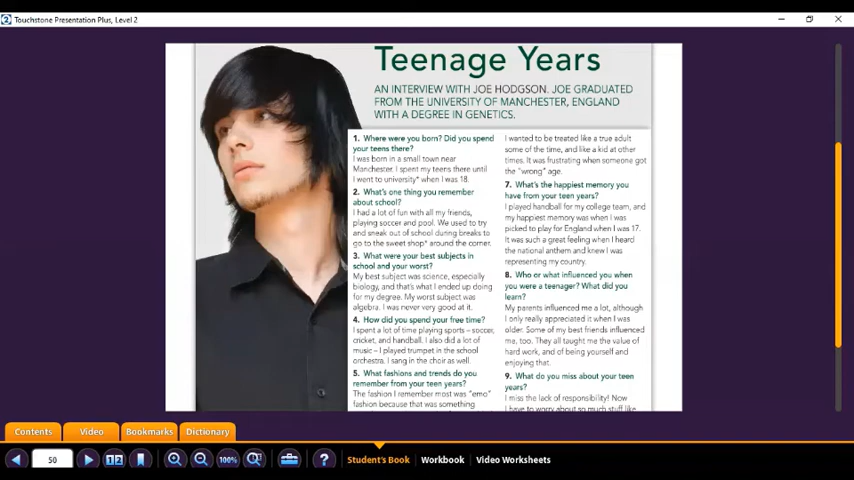 Touchstone Presentation Plus, Level 2
Teenage Years
AN INTERVIEW WITH JOE HODGSON. JOE GRADUATED
FROM THE UNIVERSITY OF MANCHESTER, ENGLAND
WITH A DEGREE IN GENETICS.
1. Where were you born? Did you spend
your teens there?
I was born in a small town near
Manchester. I spent my teens there until
I went to university* when I was 18.
2. What's one thing you remember
about school?
I had a lot of fun with all my friends,
playing soccer and pool. We used to try
and sneak out of school during breaks to
go to the sweet shop* around the corner.
3. What were your best subjects in
school and your worst?
My best subject was science, especially
biology, and that's what I ended up doing
for my degree. My worst subject was
algebra. I was never very good at it.
4. How did you spend your free time?
I spent a lot of time playing sports – soccer,
cricket, and handball. I also did a lot of
music – I played trumpet in the school
orchestra. I sang in the choir as well.
5. What fashions and trends do you
remember from your teen years?
The fashion I remember most was "emo"
fashion because that was something
I wanted to be treated like a true adult
some of the time, and like a kid at other
times. It was frustrating when someone got
the "wrong" age.
7. What's the happiest memory you
have from your teen years?
I played handball for my college team, and
my happiest memory was when I was
picked to play for England when I was 17.
It was such a great feeling when I heard
the national anthem and knew I was
representing my country.
8. Who or what influenced you when
you were a teenager? What did you
learn?
My parents influenced me a lot, although
I only really appreciated it when I was
older. Some of my best friends influenced
me, too. They all taught me the value of
hard work, and of being yourself and
enjoying that.
9. What do you miss about your teen
years?
I miss the lack of responsibility! Now
I have to worry about so much stuff like
Contents
Video
Bookmarks
Dictionary
50
12
100%
?
Student's Book
Workbook
Video Worksheets